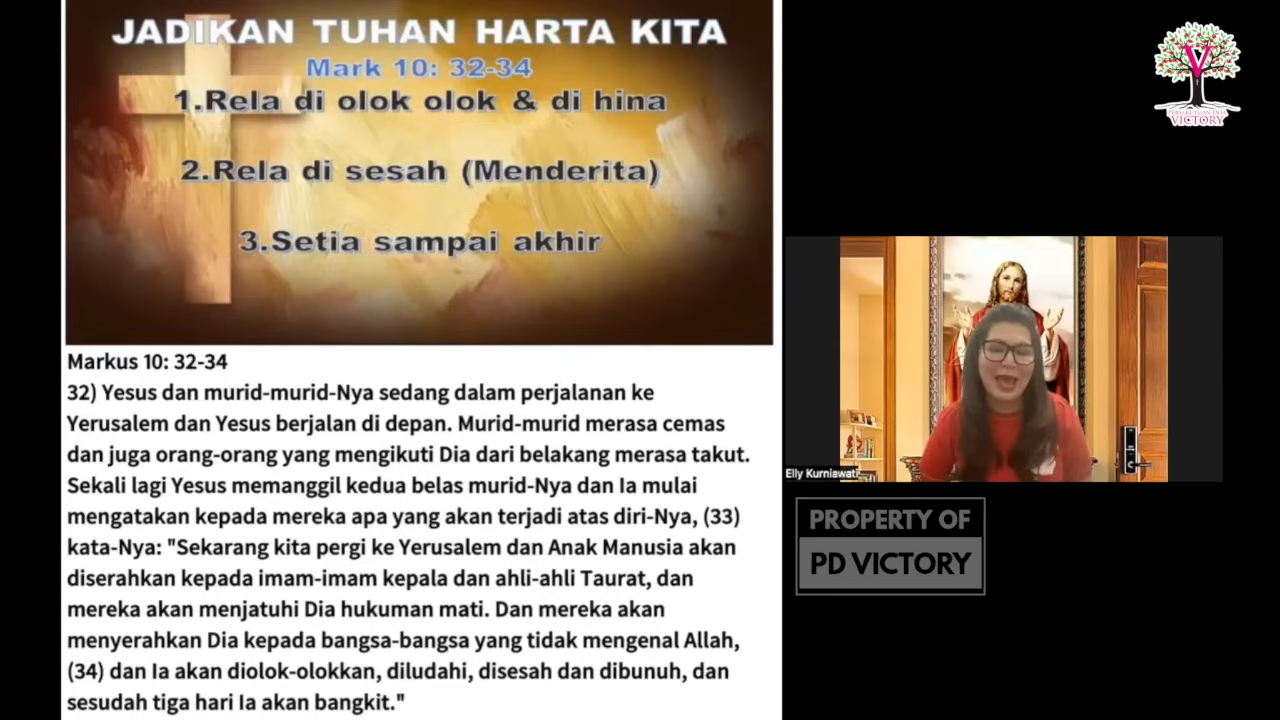 JADIKAN TUHAN HARTA KITA
Mark 10: 32-34
1.Rela di olok olok & di hina
2.Rela di sesah (Menderita)
3.Setia sampai akhir
Markus 10: 32-34
32) Yesus dan murid-murid-Nya sedang dalam perjalanan ke
Yerusalem dan Yesus berjalan di depan. Murid-murid merasa cemas
dan juga orang-orang yang mengikuti Dia dari belakang merasa takut.
Sekali lagi Yesus memanggil kedua belas murid-Nya dan Ia mulai
mengatakan kepada mereka apa yang akan terjadi atas diri-Nya, (33)
kata-Nya: "Sekarang kita pergi ke Yerusalem dan Anak Manusia akan
diserahkan kepada imam-imam kepala dan ahli-ahli Taurat, dan
mereka akan menjatuhi Dia hukuman mati. Dan mereka akan
menyerahkan Dia kepada bangsa-bangsa yang tidak mengenal Allah,
(34) dan Ia akan diolok-olokkan, diludahi, disesah dan dibunuh, dan
sesudah tiga hari Ia akan bangkit."
V
PERSEKUTUAN DOA
VICTORY
Elly Kurniawati
PROPERTY OF
PD VICTORY